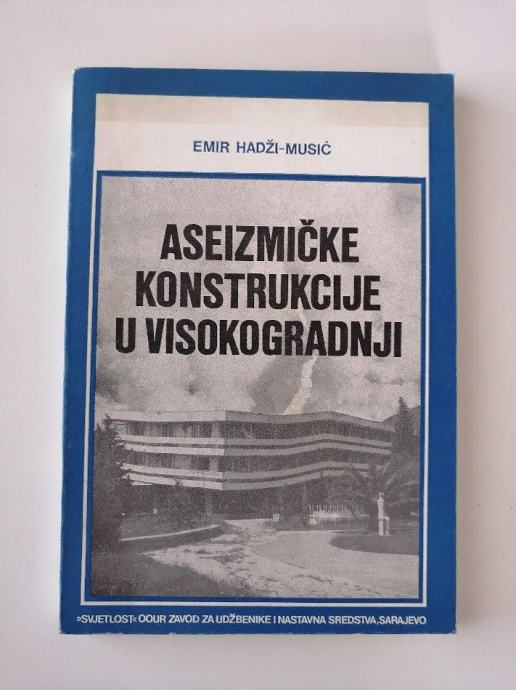 EMIR HADŽI-MUSIĆ
ASEIZMIČKE
KONSTRUKCIJE
U VISOKOGRADNJI
»SVJETLOST« OOUR ZAVOD ZA UDŽBENIKE I NASTAVNA SREDSTVA, SARAJEVO